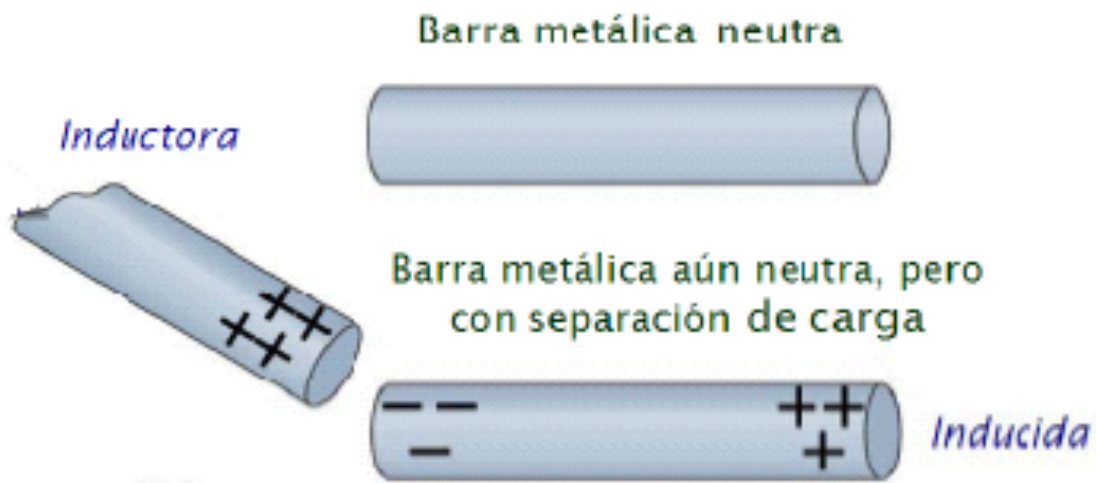 Barra metálica neutra
Inductora
Barra metálica aún neutra, pero
con separación de carga
++
++
− −
−
++
+
Inducida